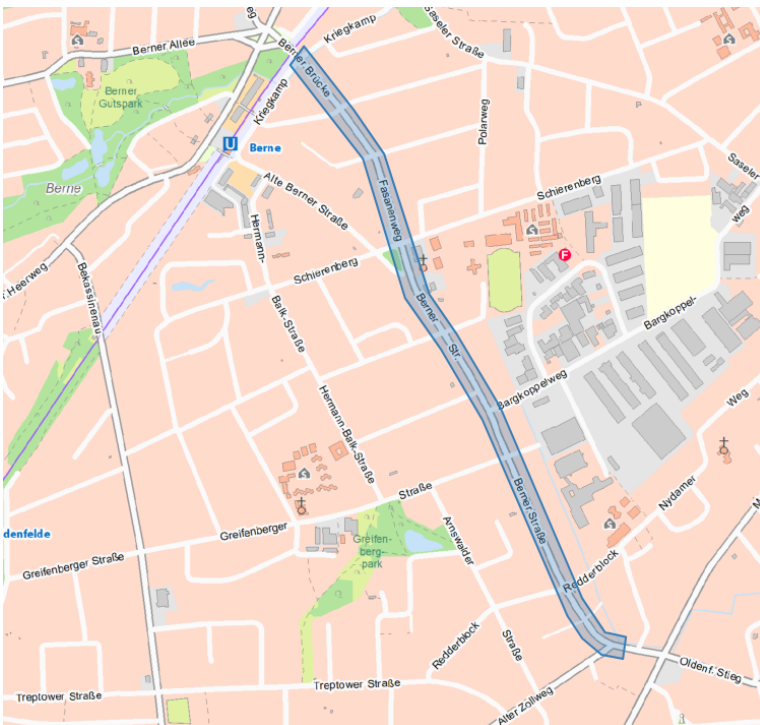 Berner Allee
Kriegkamp
Saseler Straße
Berner Brücke
Berner
Gutspark
Kriegkamp
Polarweg
U
Berne
Saseler
Berne
Alte Berner Straße
Fasanenweg
Schierenberg
weg
Hermann-
Heerweg
Schierenberg
F
Bekassinenau
Balk-Straße
Berner
Str.
Bargkoppel-
Bargkoppelweg
Weg
Hermann-Balk-Straße
Straße
Berner Straße
Nydamer
Greifenberger
Greifen-
berg-
park
Arnswalder
denfelde
Greifenberger Straße
Redderblock
Redderblock
Straße
Oldenf. Stieg
Treptower Straße
Treptower Straße
Alter Zollweg